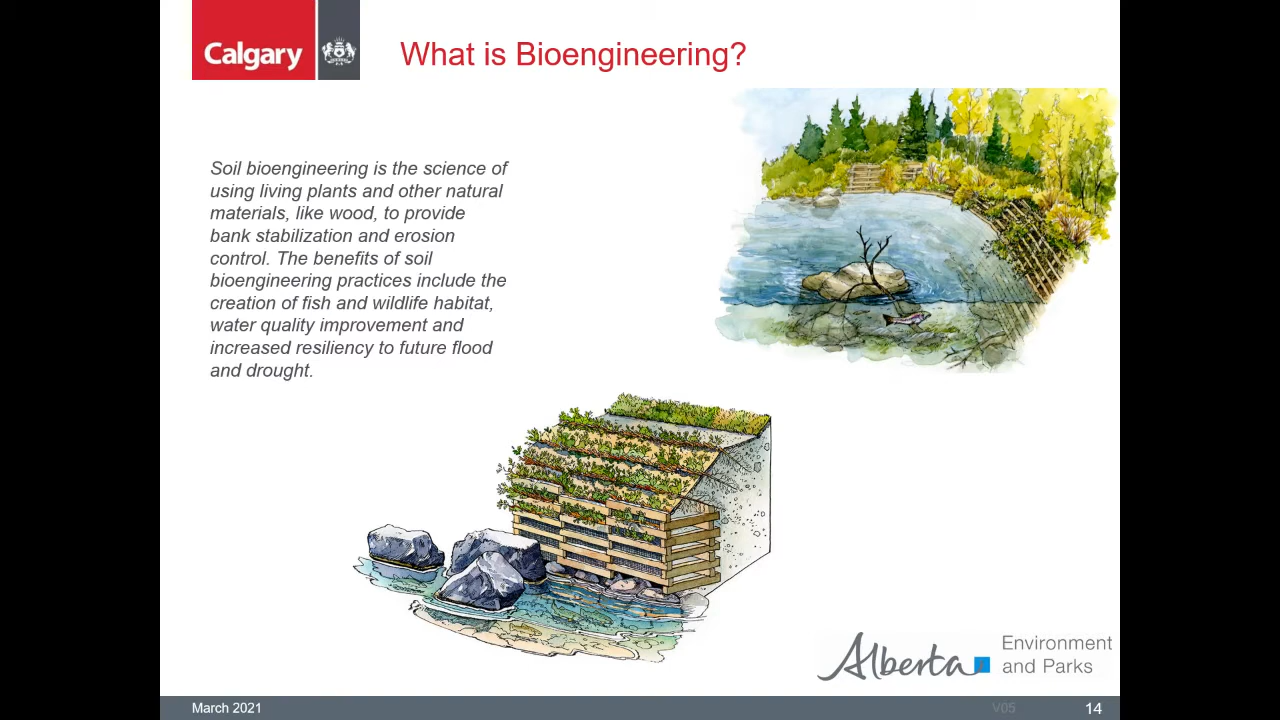 Calgary
What is Bioengineering?
Soil bioengineering is the science of
using living plants and other natural
materials, like wood, to provide
bank stabilization and erosion
control. The benefits of soil
bioengineering practices include the
creation of fish and wildlife habitat,
water quality improvement and
increased resiliency to future flood
and drought.
Alberta
Environment
and Parks
March 2021
V05
14